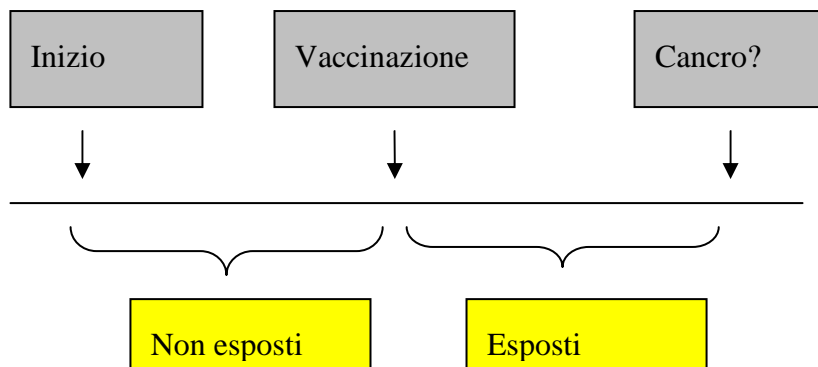 Inizio
Vaccinazione
Cancro?
Non esposti
Esposti